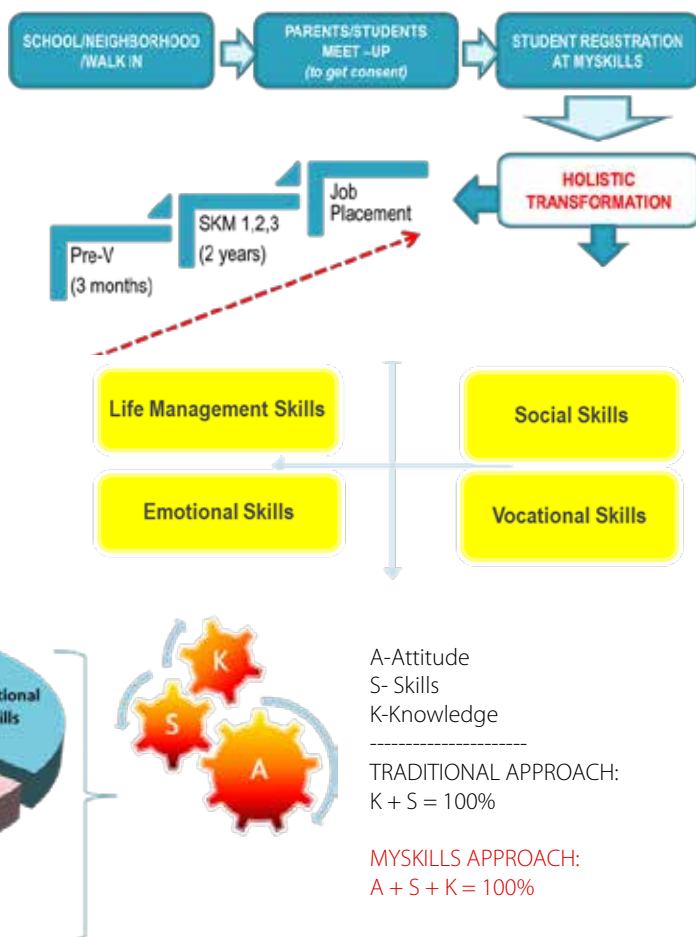 SCHOOL/NEIGHBORHOOD
/WALK IN
PARENTS/STUDENTS
MEET –UP
(to get consent)
STUDENT REGISTRATION
AT MYSKILLS
HOLISTIC
TRANSFORMATION
Job
Placement
SKM 1,2,3
(2 years)
Pre-V
(3 months)
Life Management Skills
Social Skills
Emotional Skills
Vocational Skills
K
S
A
A-Attitude
S- Skills
K-Knowledge
----------------------
TRADITIONAL APPROACH:
K + S = 100%
MYSKILLS APPROACH:
A + S + K = 100%